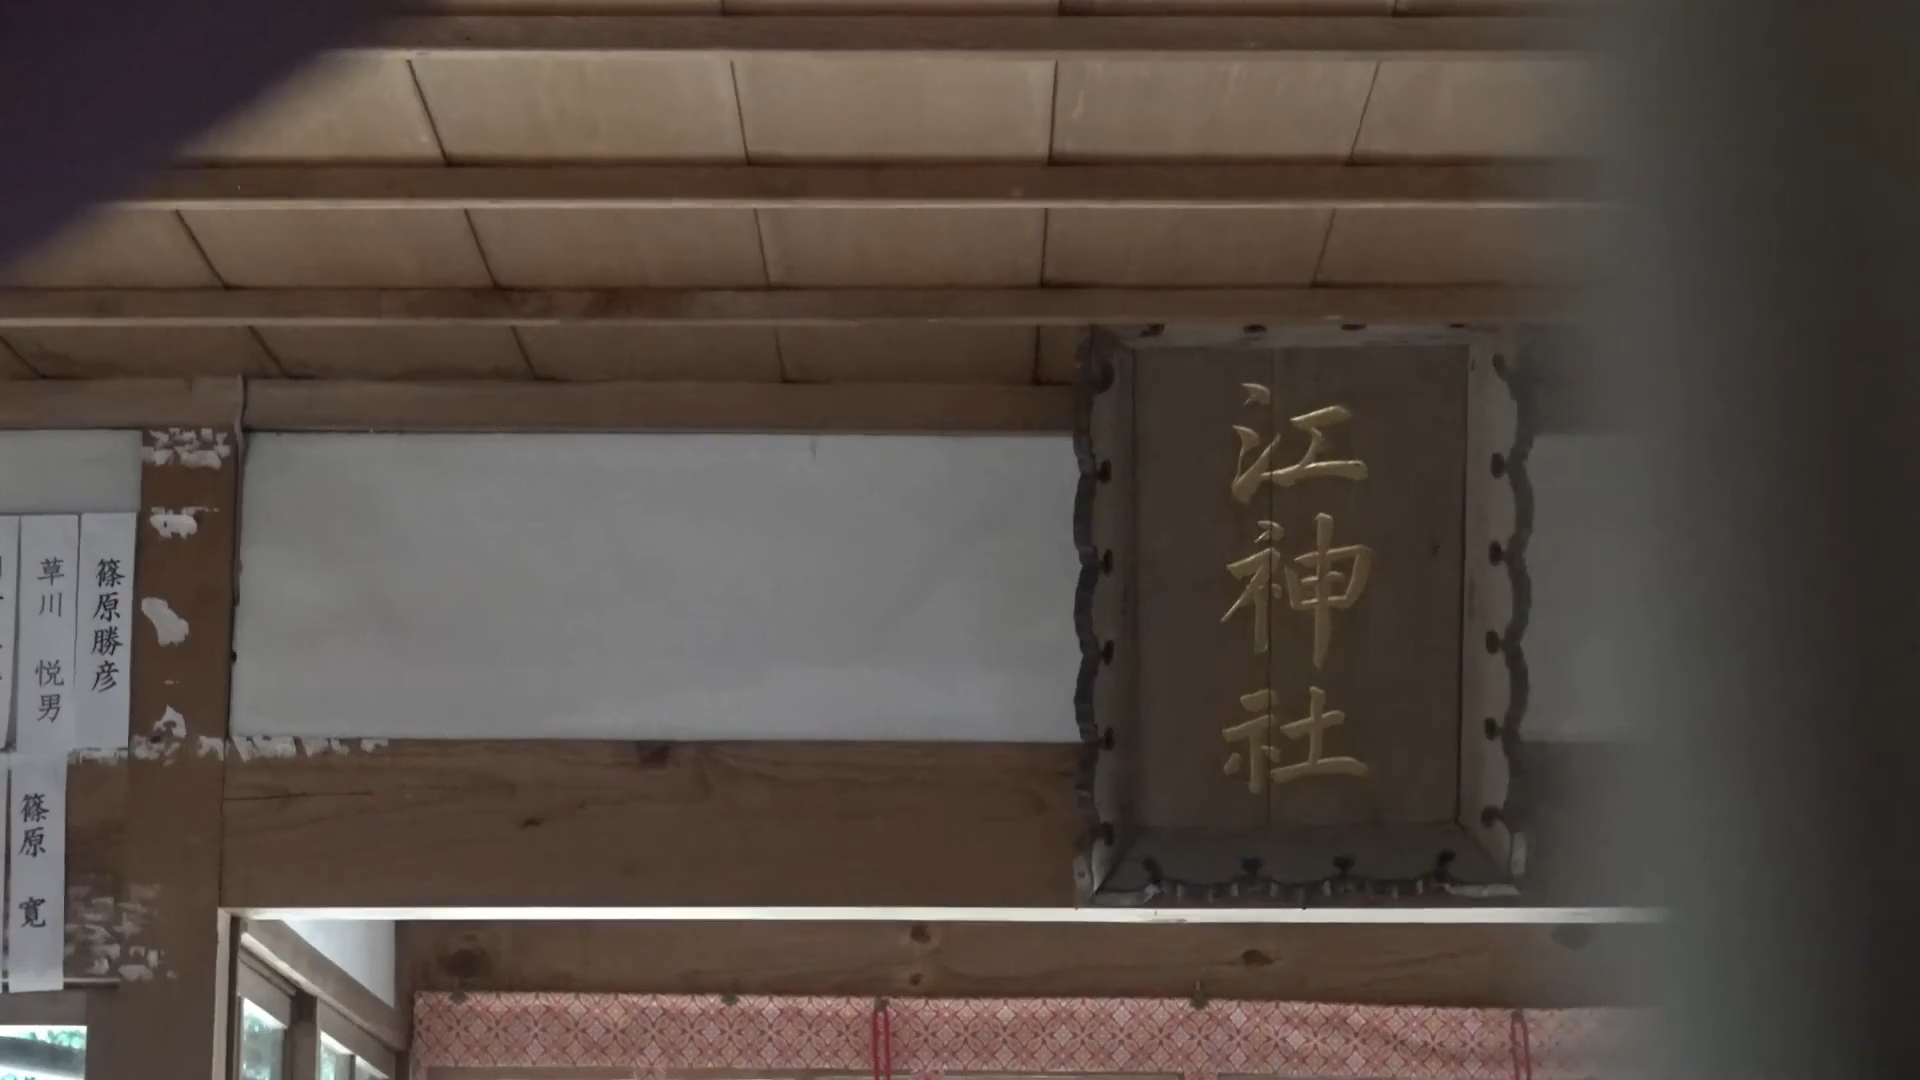 江神社
篠原勝彦
草川 悦男
篠原 寛